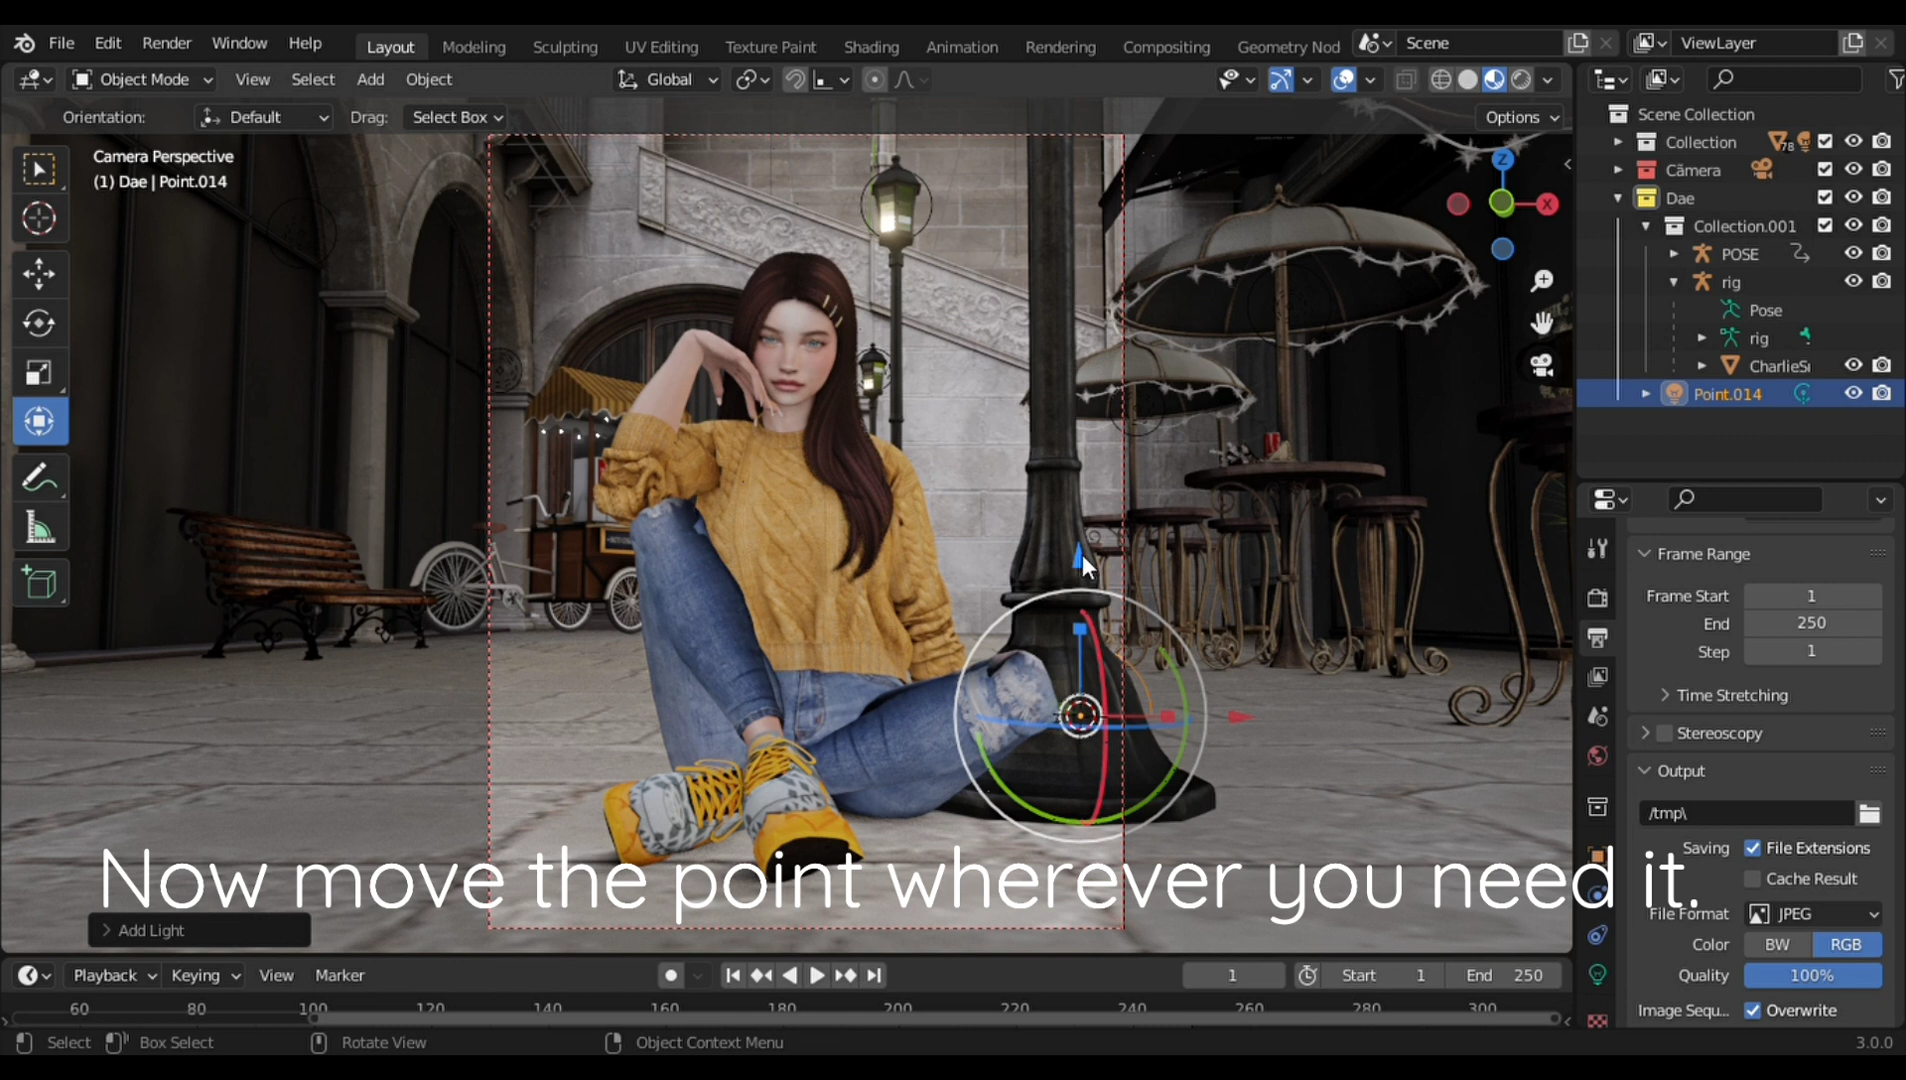 File Edit Render Window Help Layout Modeling Sculpting UV Editing Texture Paint Shading Animation Rendering Compositing Geometry Nod Scene ViewLayer
Object Mode View Select Add Object Global
Orientation: Default Drag: Select Box Options
Camera Perspective
(1) Dae | Point.014
Z
X
Scene Collection
Collection 78
Cãmera
Dae
Collection.001
POSE
rig
Pose
rig
CharlieSi
Point.014
Frame Range
Frame Start 1
End 250
Step 1
Time Stretching
Stereoscopy
Output
/tmp\
Saving File Extensions
Cache Result
File Format JPEG
Color BW RGB
Quality 100%
Image Sequ... Overwrite
Now move the point wherever you need it.
Add Light
Playback Keying View Marker 1 Start 1 End 250
60 80 100 120 140 160 180 200 220 240 260 280 300
Select Box Select Rotate View Object Context Menu 3.0.0